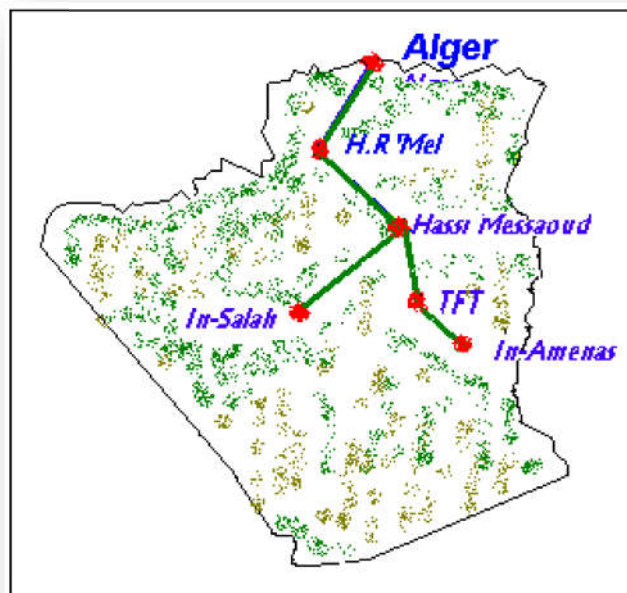 Alger
H.R'Mel
Hassi Messaoud
TFT
In-Salah
In-Amenas